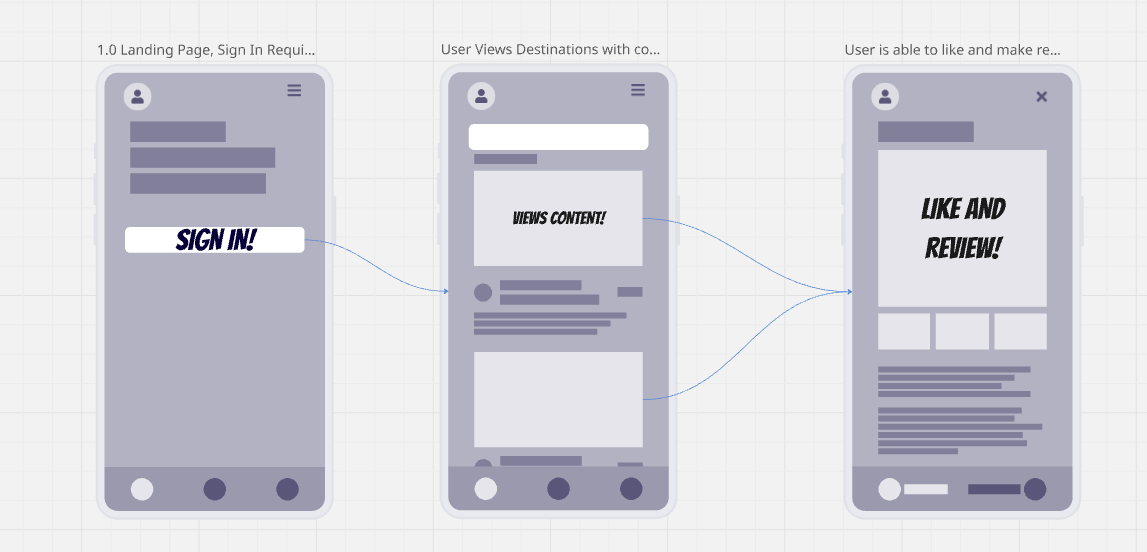 1.0 Landing Page, Sign In Requi...
User Views Destinations with co...
User is able to like and make re...
SIGN IN!
VIEWS CONTENT!
LIKE AND
REVIEW!